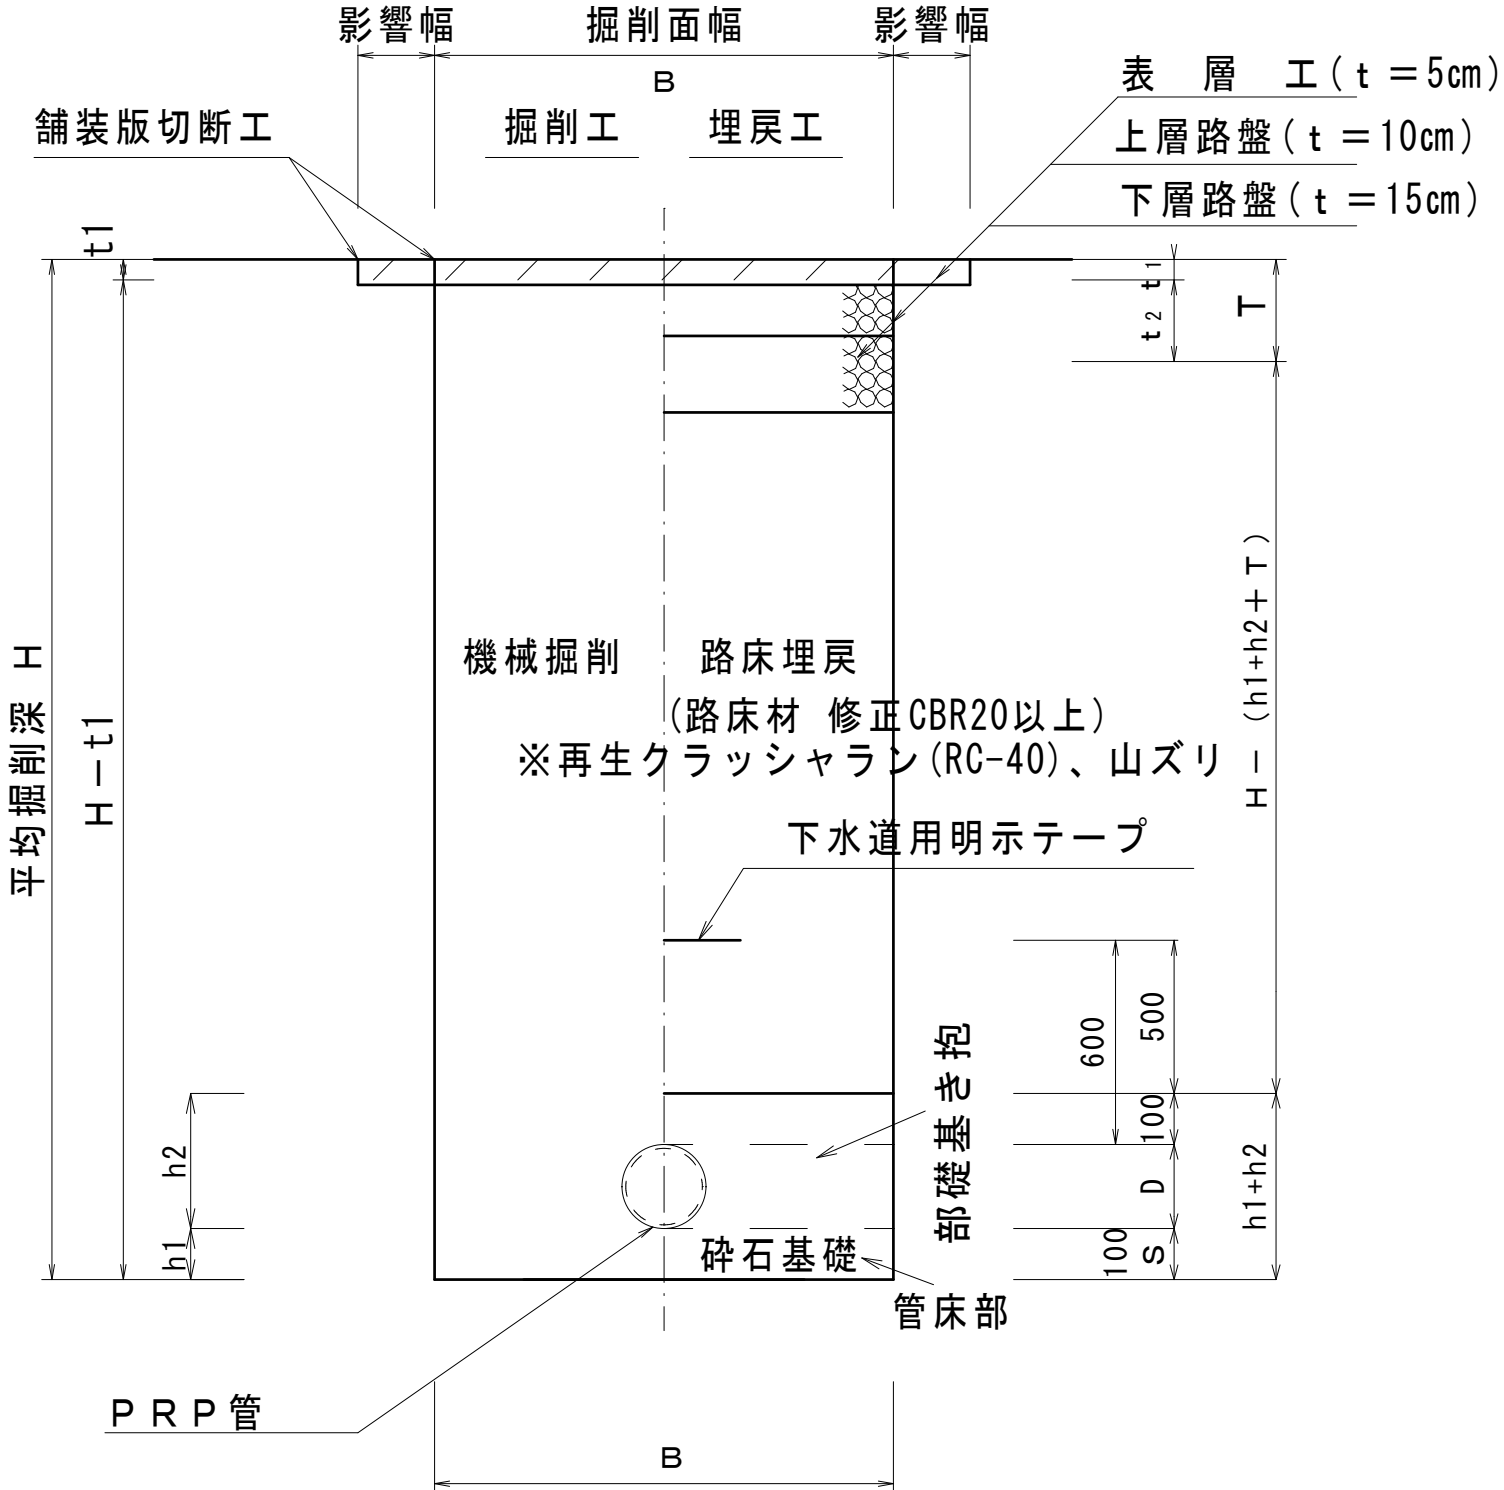 影響幅
掘削面幅
影響幅
B
表 層 工(t=5cm)
上層路盤(t=10cm)
下層路盤(t=15cm)
舗装版切断工
掘削工
埋戻工
t1
t1
t2
T
平均掘削深 H
H-t1
H-(h1+h2+T)
機械掘削
路床埋戻
(路床材 修正CBR20以上)
※再生クラッシャラン(RC-40)、山ズリ
下水道用明示テープ
600
500
100
D
100
S
h1+h2
h2
h1
抱き基礎部
砕石基礎
管床部
PRP管
B